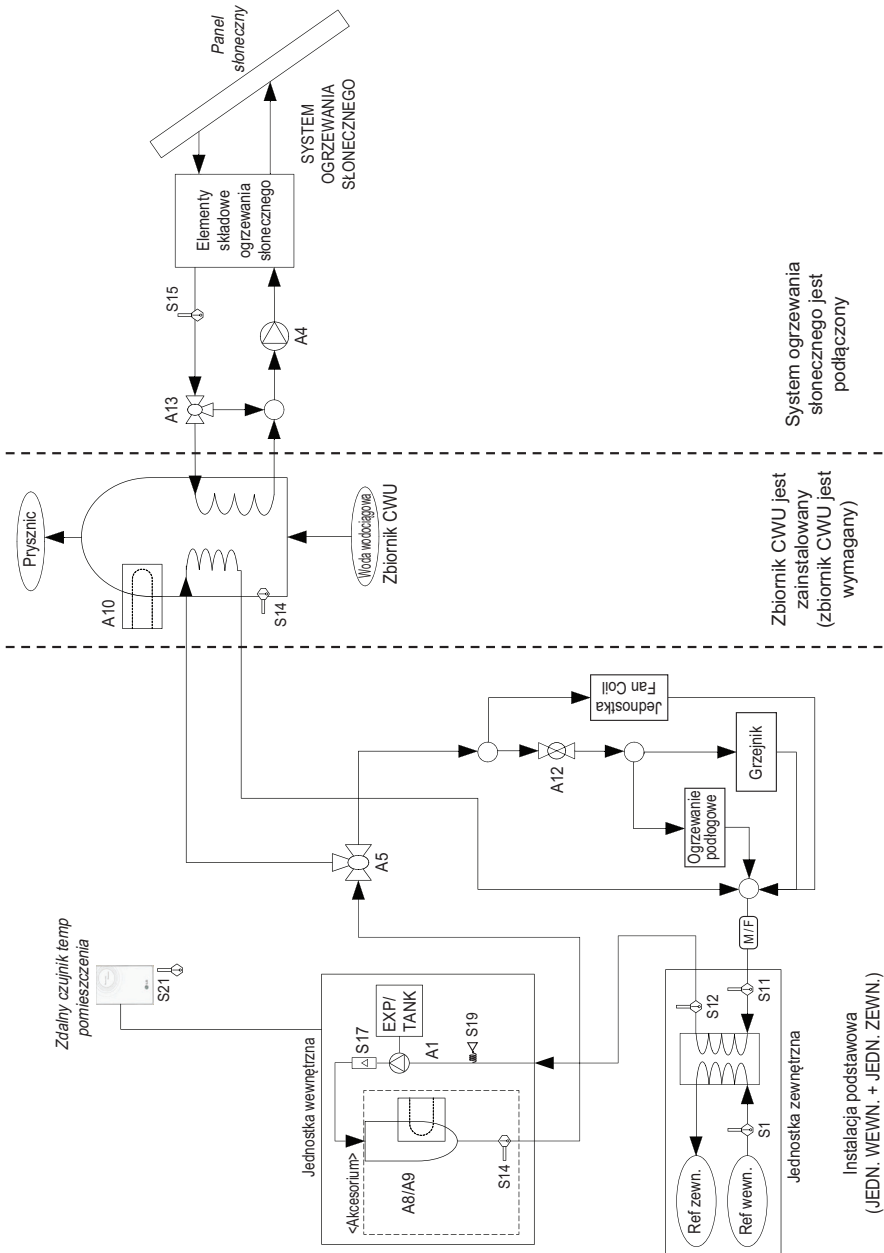 Zdalny czujnik temp
pomieszczenia
S21
Jednostka wewnętrzna
<Akcesorium>
A8/A9
S14
S17
EXP/
TANK
A1
S19
Jednostka zewnętrzna
Ref zewn.
Ref wewn.
S1
S12
S11
M / F
A5
A12
Ogrzewanie
podłogowe
Grzejnik
Jednostka
Fan Coil
Instalacja podstawowa
(JEDN. WEWN. + JEDN. ZEWN.)
Prysznic
A10
S14
Woda wodociągowa
Zbiornik CWU
Zbiornik CWU jest
zainstalowany
(zbiornik CWU jest
wymagany)
A13
S15
A4
Elementy
składowe
ogrzewania
słonecznego
Panel
słoneczny
SYSTEM
OGRZEWANIA
SŁONECZNEGO
System ogrzewania
słonecznego jest
podłączony